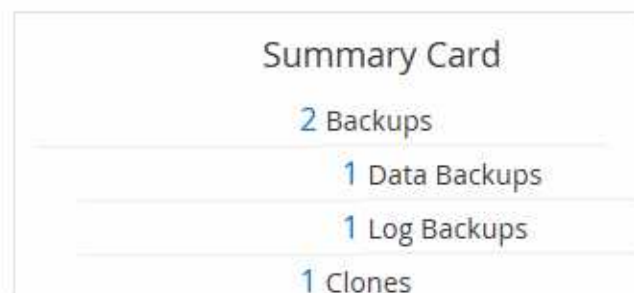 Summary Card
2 Backups
1 Data Backups
1 Log Backups
1 Clones